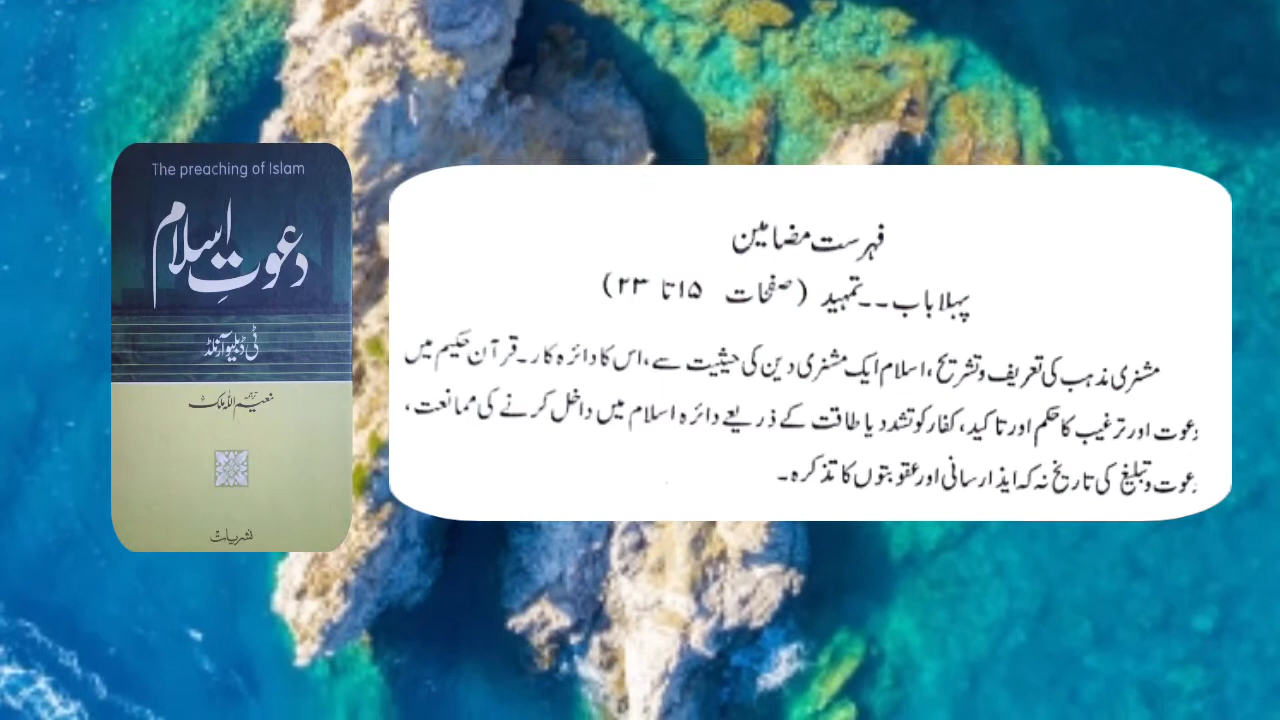 The preaching of Islam
دعوتِ اسلام
ٹی ڈبلیو آرنلڈ
ترجمہ
نعیم اللہ ملک
نشریات
فہرست مضامین
پہلا باب۔۔تمہید (صفحات ۱۵ تا ۲۳)
مشنری مذہب کی تعریف و تشریح، اسلام ایک مشنری دین کی حیثیت سے، اس کا دائرہ کار۔ قرآن حکیم میں
دعوت اور ترغیب کا حکم اور تاکید، کفار کو تشدد یا طاقت کے ذریعے دائرہ اسلام میں داخل کرنے کی ممانعت،
دعوت و تبلیغ کی تاریخ نہ کہ ایذا رسانی اور عقوبتوں کا تذکرہ۔